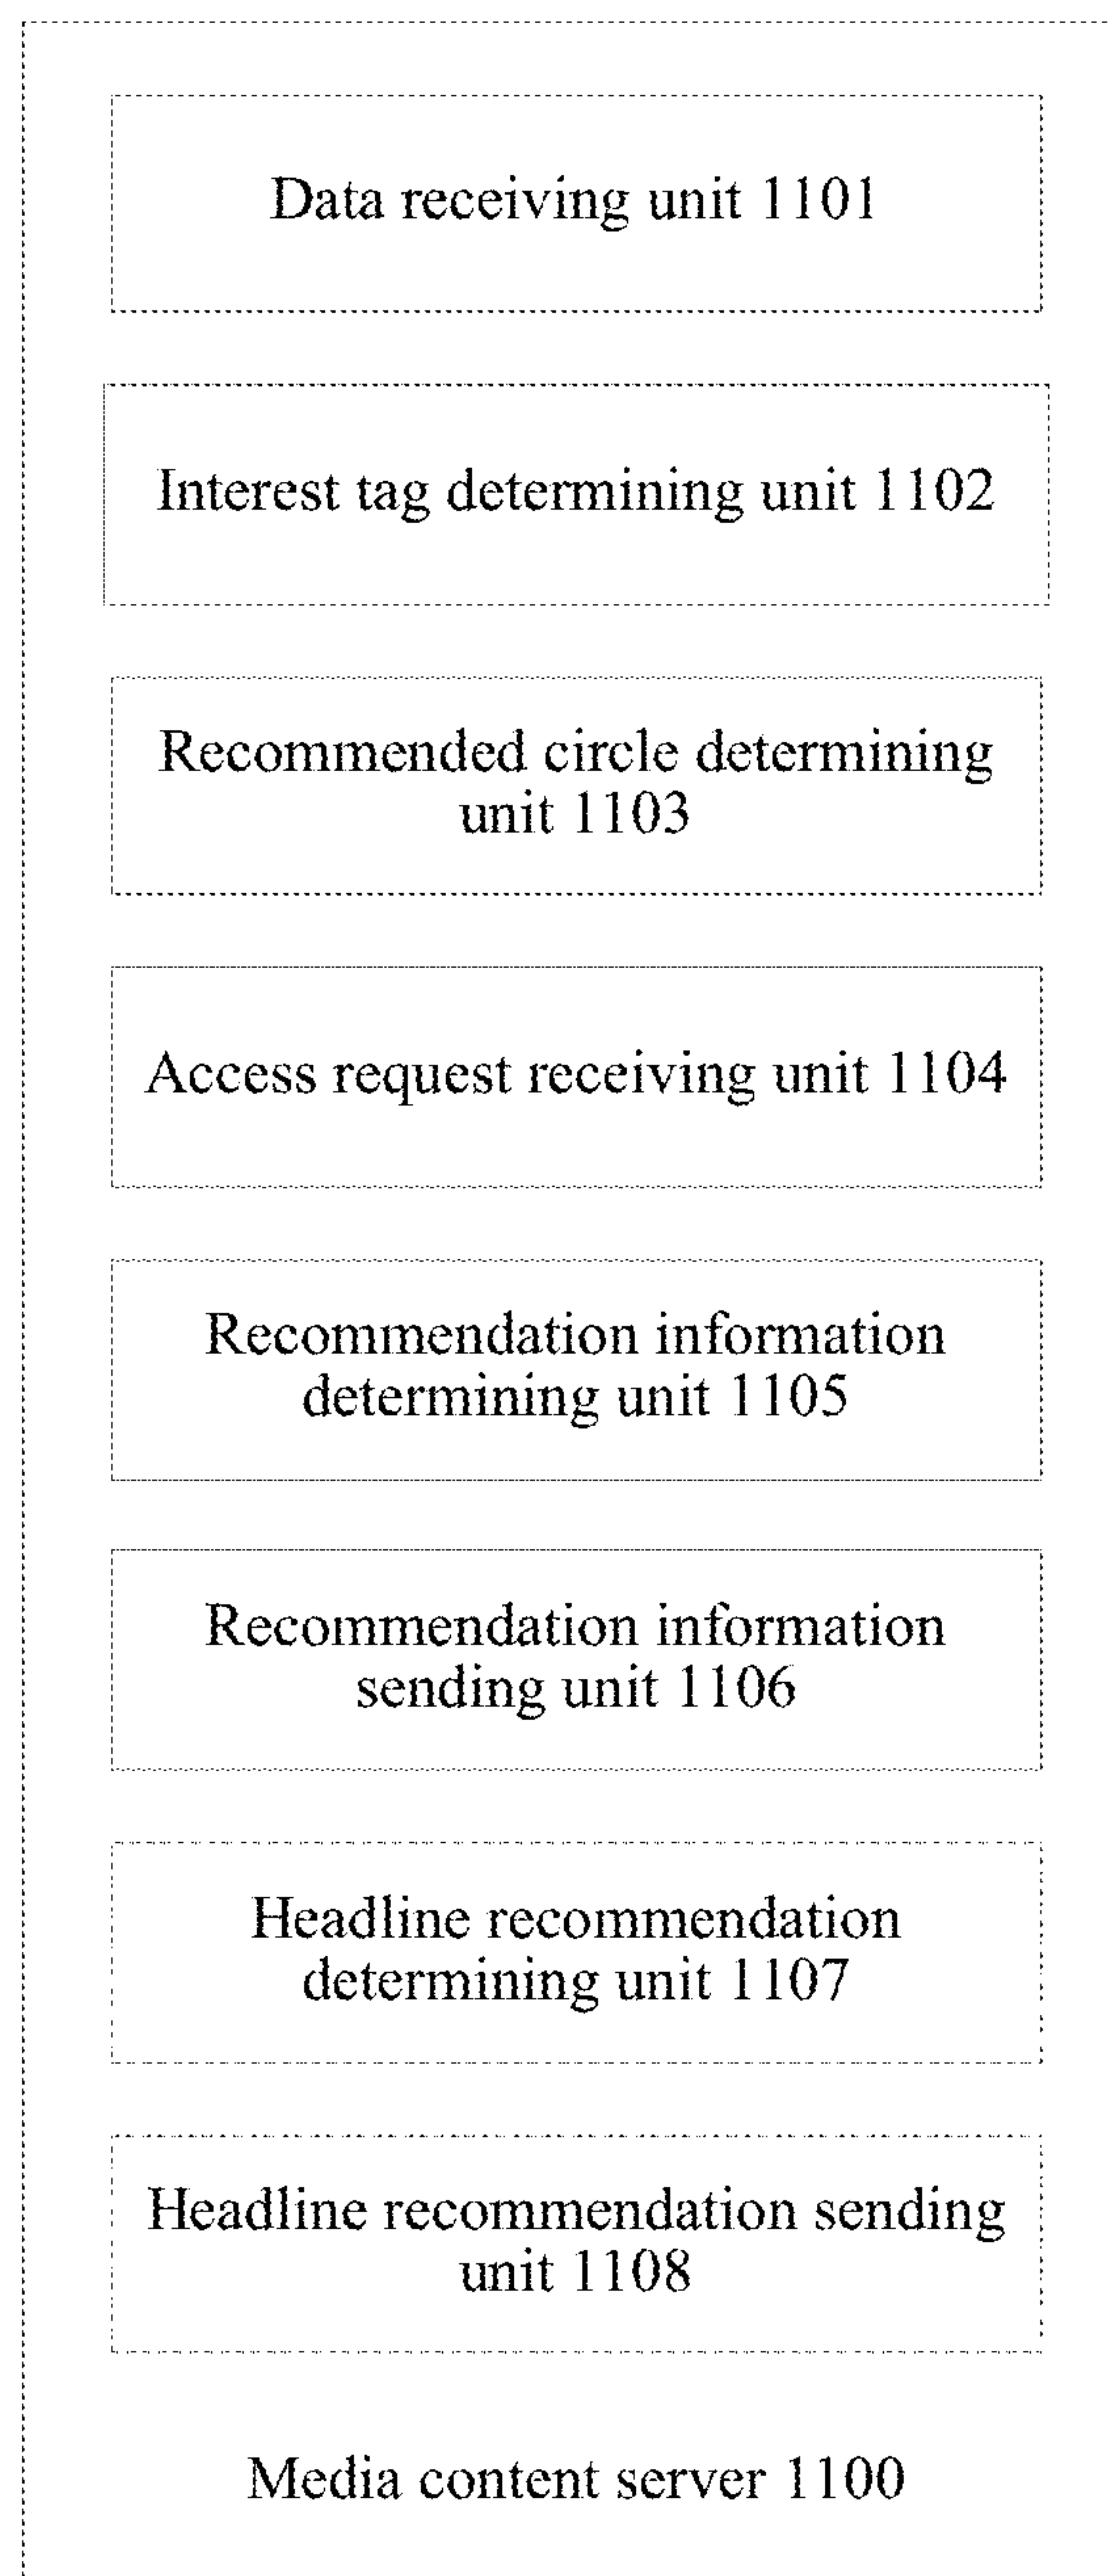 Data receiving unit 1101
Interest tag determining unit 1102
Recommended circle determining
unit 1103
Access request receiving unit 1104
Recommendation information
determining unit 1105
Recommendation information
sending unit 1106
Headline recommendation
determining unit 1107
Headline recommendation sending
unit 1108
Media content server 1100